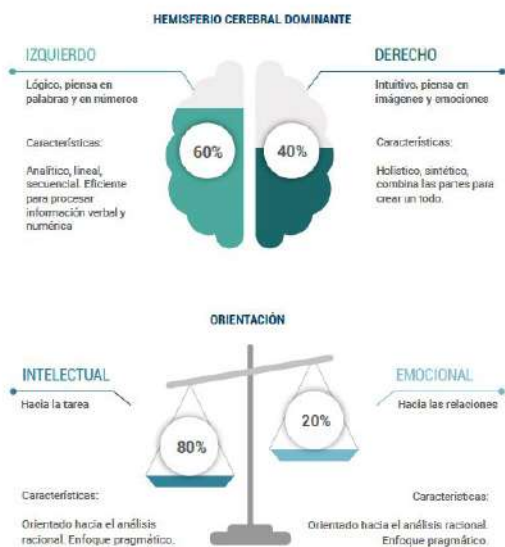 HEMISFERIO CEREBRAL DOMINANTE
IZQUIERDO
Lógico, piensa en
palabras y en números
Características:
Analítico, lineal,
secuencial. Eficiente
para procesar
información verbal y
numérica
60%
40%
DERECHO
Intuitivo, piensa en
imágenes y emociones
Características:
Holístico, sintético,
combina las partes para
crear un todo.
ORIENTACIÓN
INTELECTUAL
Hacia la tarea
80%
20%
EMOCIONAL
Hacia las relaciones
Características:
Orientado hacia el análisis
racional. Enfoque pragmático.
Características:
Orientado hacia el análisis racional.
Enfoque pragmático.